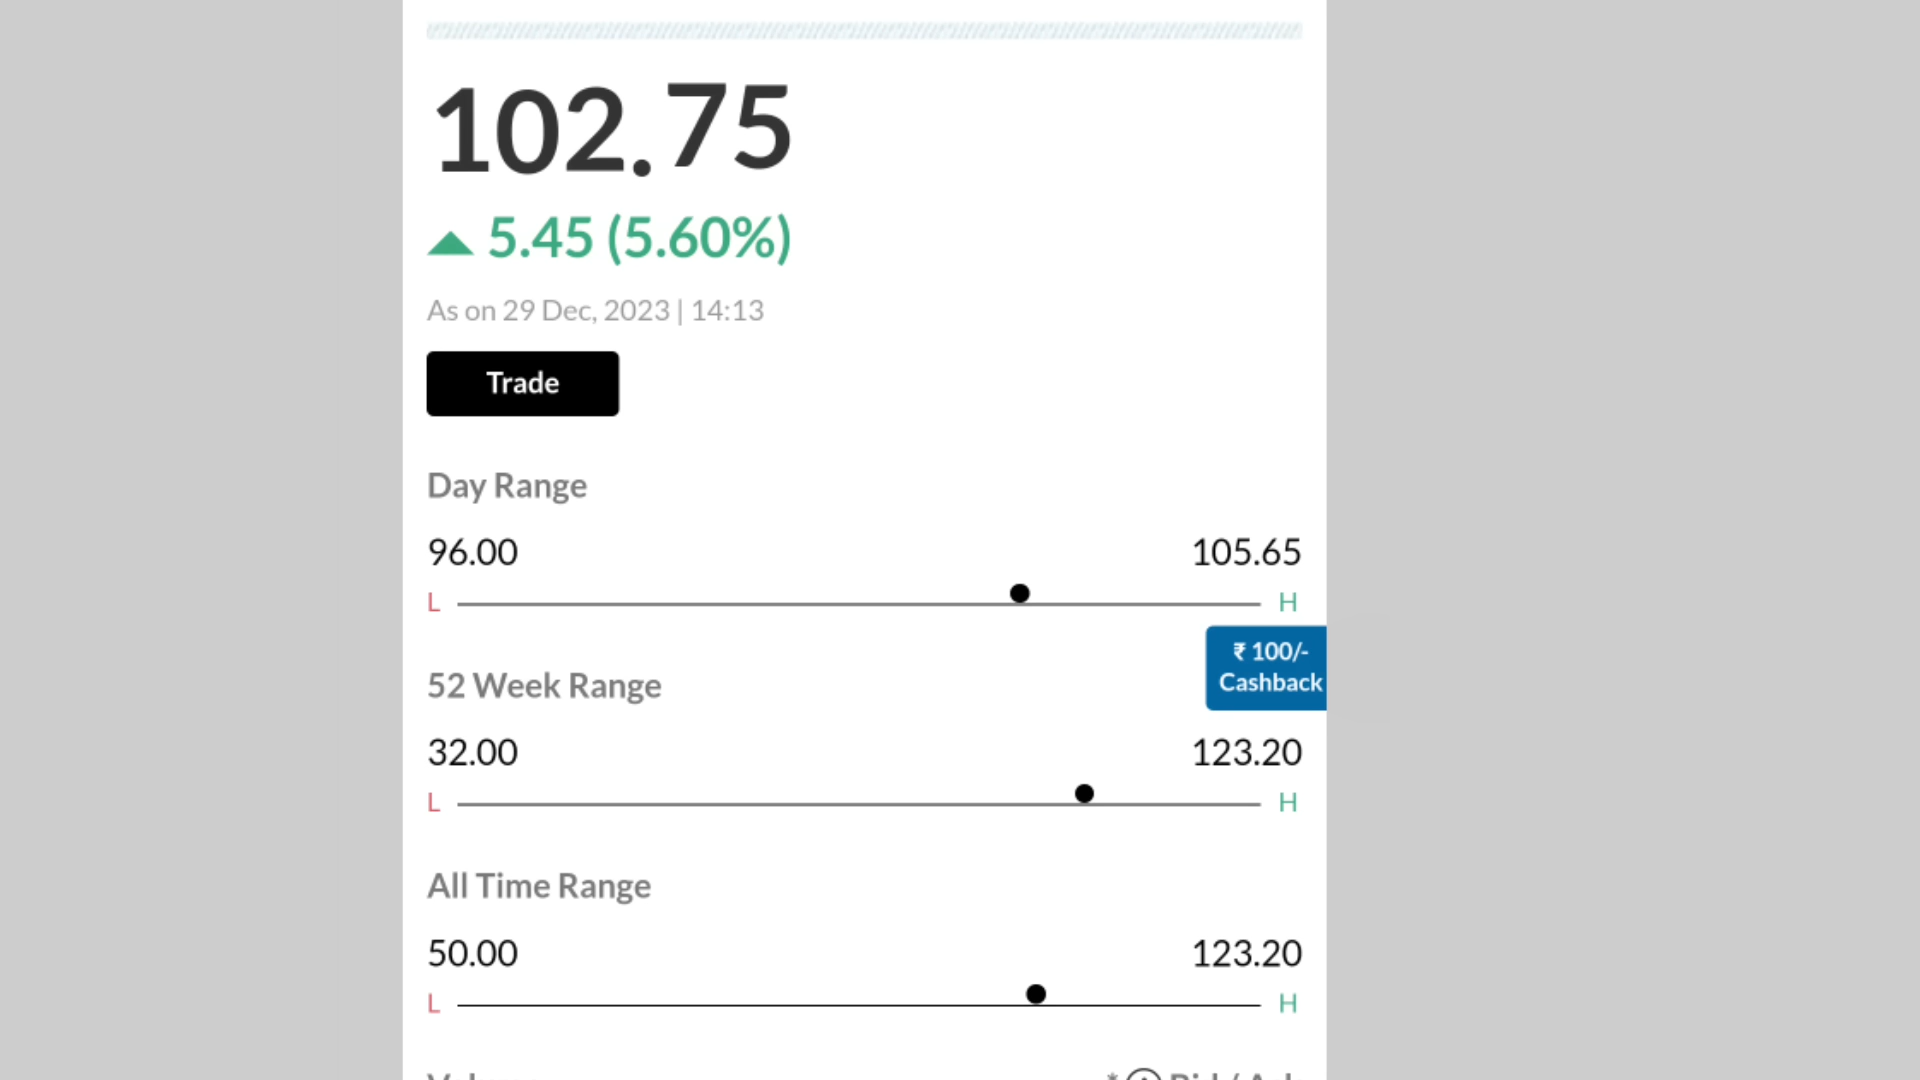 102.75
5.45 (5.60%)
As on 29 Dec, 2023 | 14:13
Trade
Day Range
96.00 105.65
L H
₹ 100/-
Cashback
52 Week Range
32.00 123.20
L H
All Time Range
50.00 123.20
L H